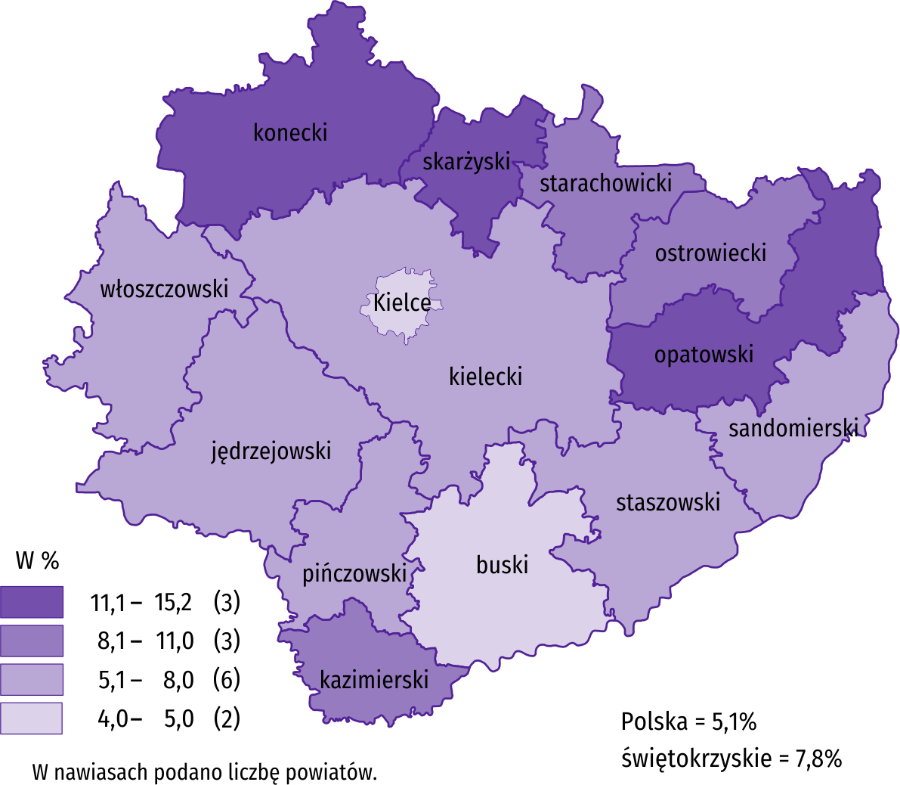 konecki
skarżyski
starachowicki
ostrowiecki
włoszczowski
Kielce
opatowski
kielecki
sandomierski
jędrzejowski
staszowski
pińczowski
buski
kazimierski
W %
11,1 – 15,2 (3)
8,1 – 11,0 (3)
5,1 – 8,0 (6)
4,0 – 5,0 (2)
Polska = 5,1%
świętokrzyskie = 7,8%
W nawiasach podano liczbę powiatów.